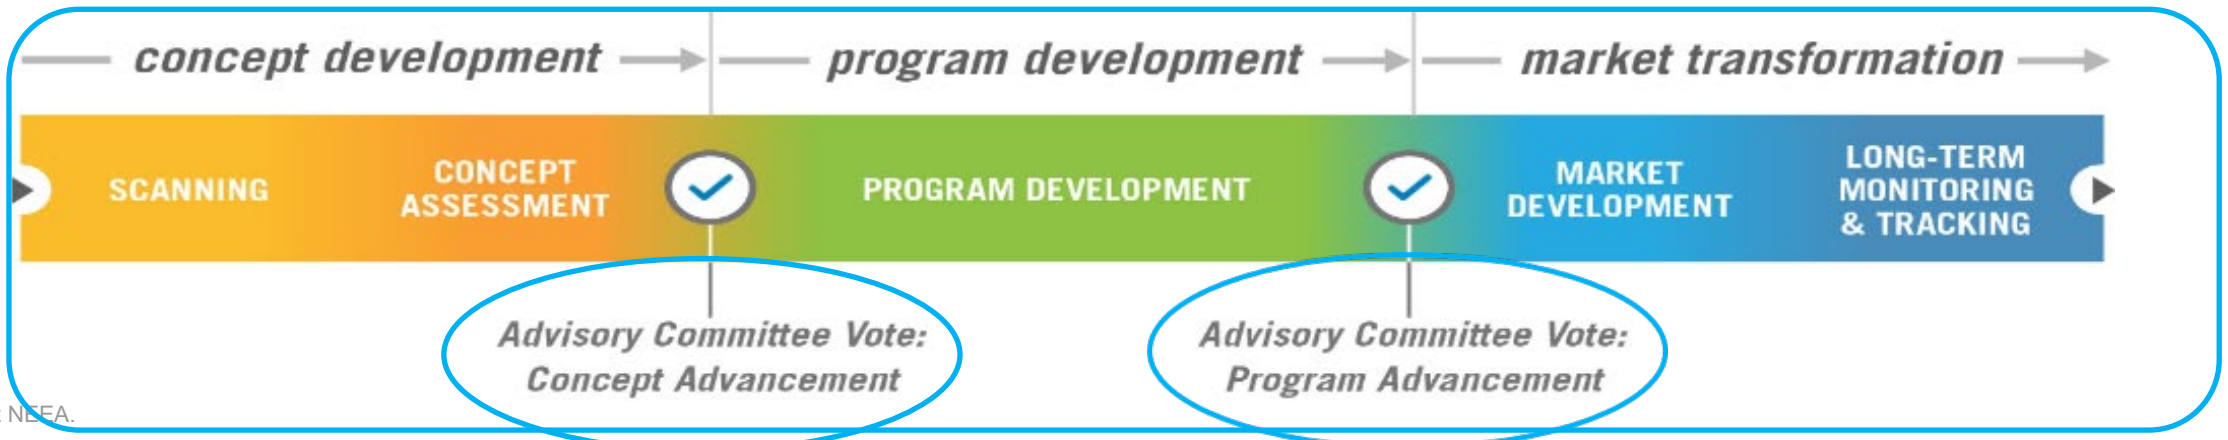 concept development
program development
market transformation
SCANNING
CONCEPT
ASSESSMENT
PROGRAM DEVELOPMENT
MARKET
DEVELOPMENT
LONG-TERM
MONITORING
& TRACKING
Advisory Committee Vote:
Concept Advancement
Advisory Committee Vote:
Program Advancement
NEEA.